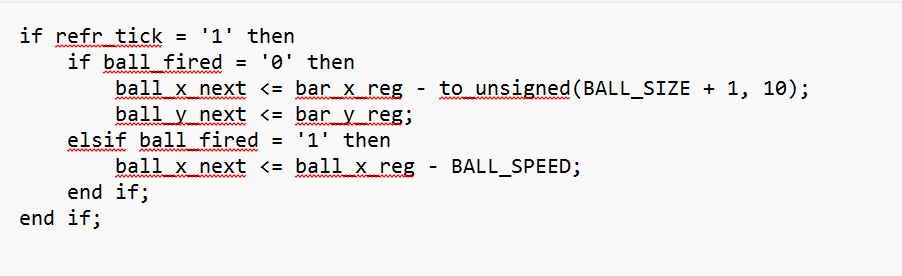 if refr_tick = '1' then
    if ball_fired = '0' then
        ball_x_next <= bar_x_reg - to_unsigned(BALL_SIZE + 1, 10);
        ball_y_next <= bar_y_reg;
    elsif ball_fired = '1' then
        ball_x_next <= ball_x_reg - BALL_SPEED;
    end if;
end if;